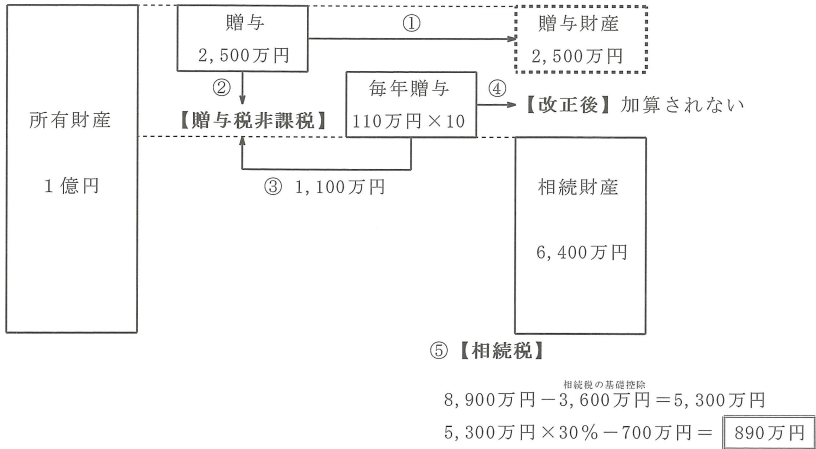 贈与
2,500万円
①
贈与財産
2,500万円
②
毎年贈与
110万円×10
④
【改正後】加算されない
【贈与税非課税】
所有財産
1億円
③ 1,100万円
相続財産
6,400万円
⑤【相続税】
相続税の基礎控除
8,900万円－3,600万円＝5,300万円
5,300万円×30％－700万円＝ 890万円